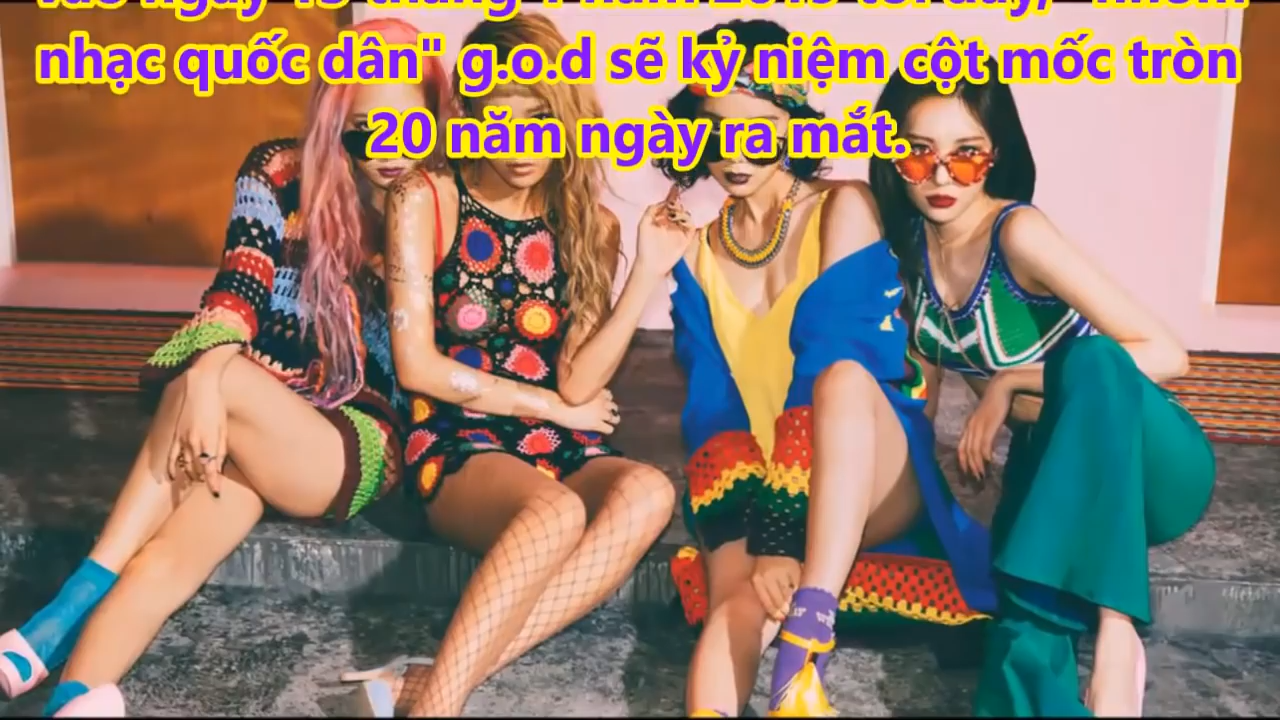 nhạc quốc dân" g.o.d sẽ kỷ niệm cột mốc tròn
20 năm ngày ra mắt.